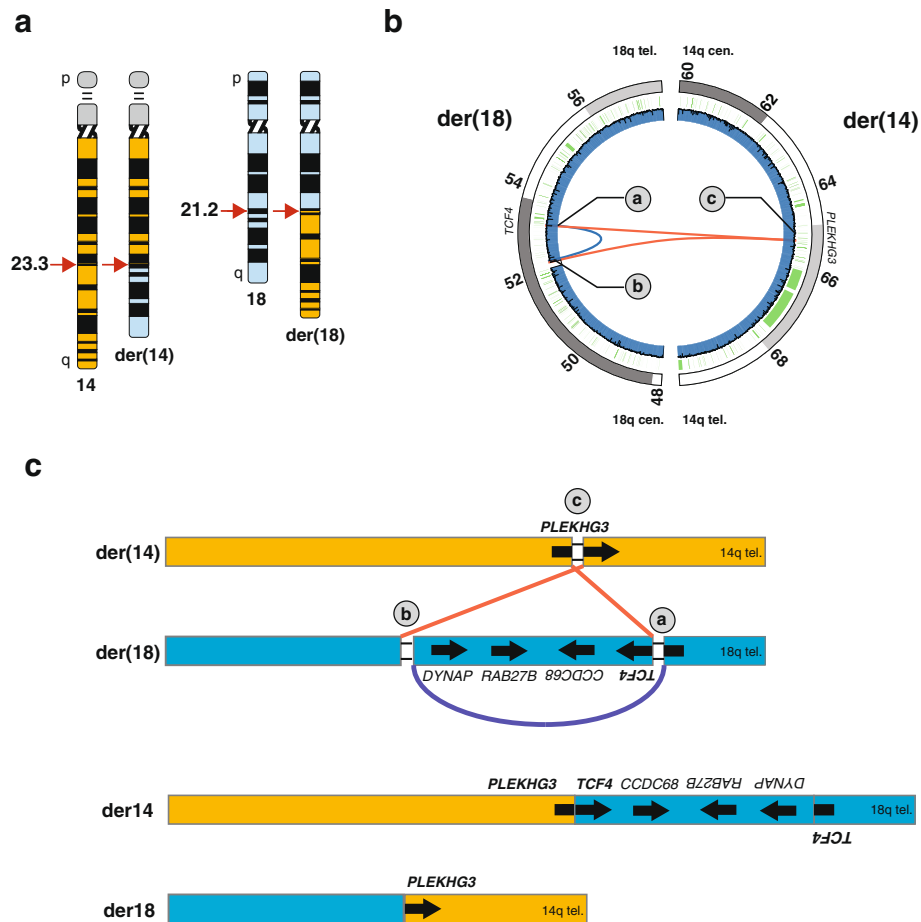 a
p
23.3
q
14
der(14)
p
21.2
q
18
der(18)
b
18q tel.
14q cen.
der(18)
der(14)
60
62
64
66
68
56
54
52
50
48
TCF4
PLEKHG3
a
c
b
18q cen.
14q tel.
c
c
PLEKHG3
der(14)
14q tel.
b
a
der(18)
18q tel.
DYNAP
RAB27B
CCDC68
TCF4
PLEKHG3
TCF4
CCDC68
RAB27B
DYNAP
der14
18q tel.
TCF4
PLEKHG3
der18
14q tel.